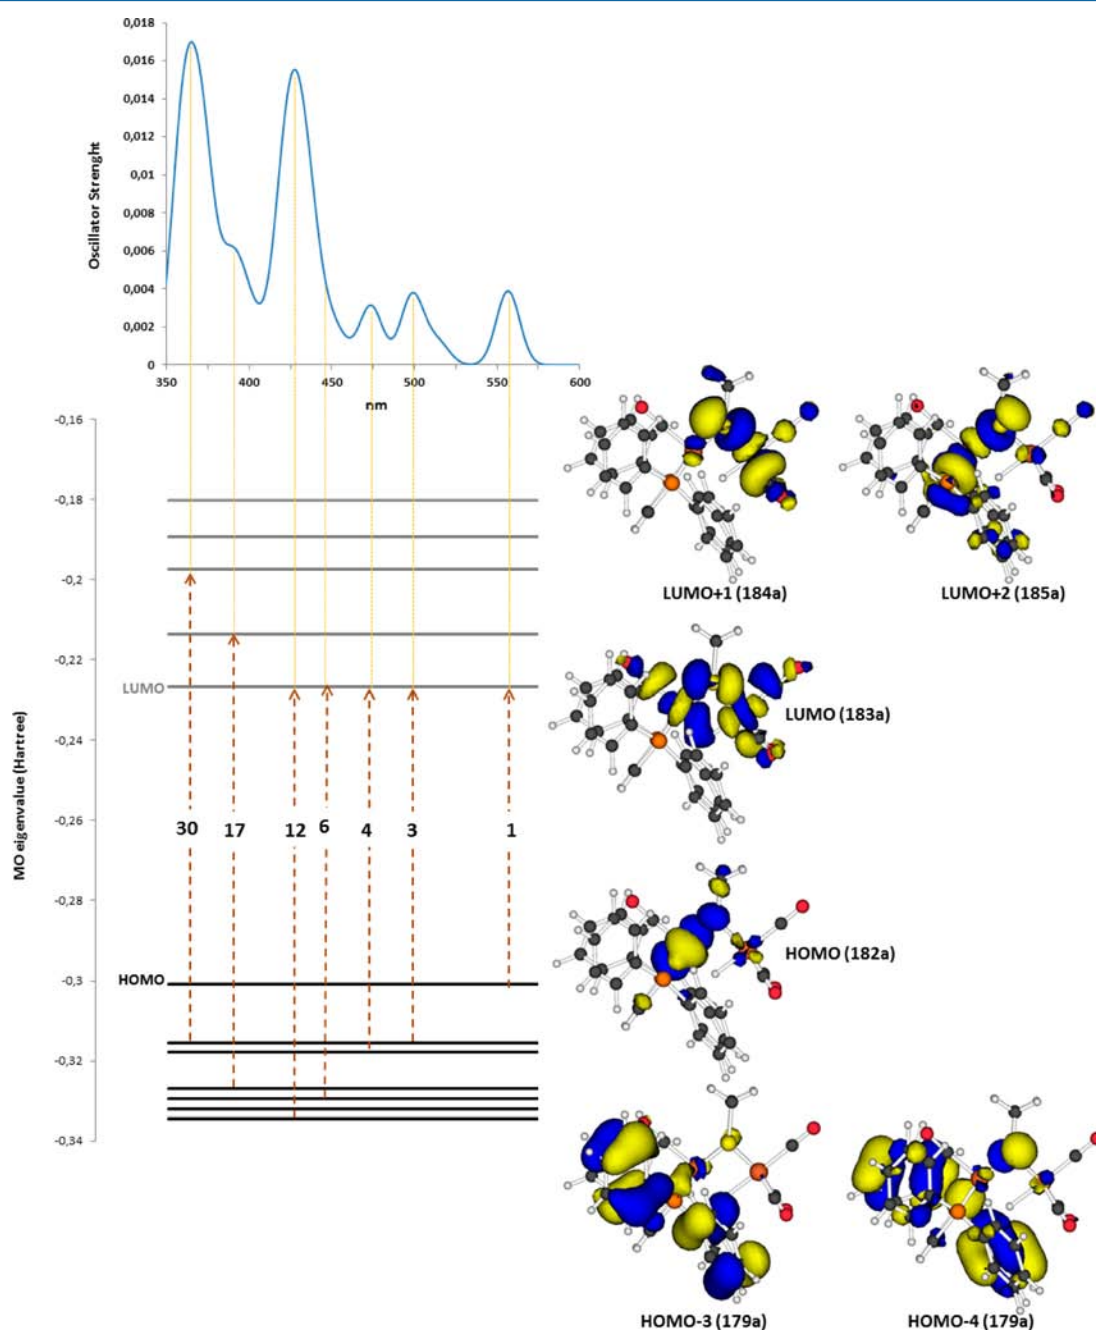 0,018
0,016
0,014
0,012
0,01
0,008
0,006
0,004
0,002
0
Oscillator Strenght
350 400 450 500 550 600
nm
-0,16
-0,18
-0,2
-0,22
-0,24
-0,26
-0,28
-0,3
-0,32
-0,34
MO eigenvalue (Hartree)
LUMO
HOMO
30 17 12 6 4 3 1
LUMO+1 (184a) LUMO+2 (185a)
LUMO (183a)
HOMO (182a)
HOMO-3 (179a) HOMO-4 (179a)